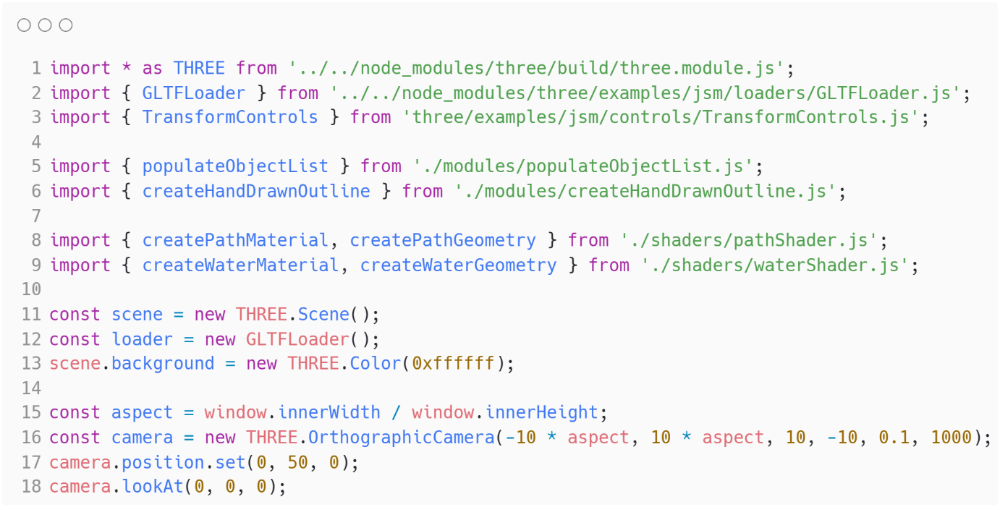 1 import * as THREE from '../../node_modules/three/build/three.module.js';
2 import { GLTFLoader } from '../../node_modules/three/examples/jsm/loaders/GLTFLoader.js';
3 import { TransformControls } from 'three/examples/jsm/controls/TransformControls.js';
4
5 import { populateObjectList } from './modules/populateObjectList.js';
6 import { createHandDrawnOutline } from './modules/createHandDrawnOutline.js';
7
8 import { createPathMaterial, createPathGeometry } from './shaders/pathShader.js';
9 import { createWaterMaterial, createWaterGeometry } from './shaders/waterShader.js';
10
11 const scene = new THREE.Scene();
12 const loader = new GLTFLoader();
13 scene.background = new THREE.Color(0xffffff);
14
15 const aspect = window.innerWidth / window.innerHeight;
16 const camera = new THREE.OrthographicCamera(-10 * aspect, 10 * aspect, 10, -10, 0.1, 1000);
17 camera.position.set(0, 50, 0);
18 camera.lookAt(0, 0, 0);